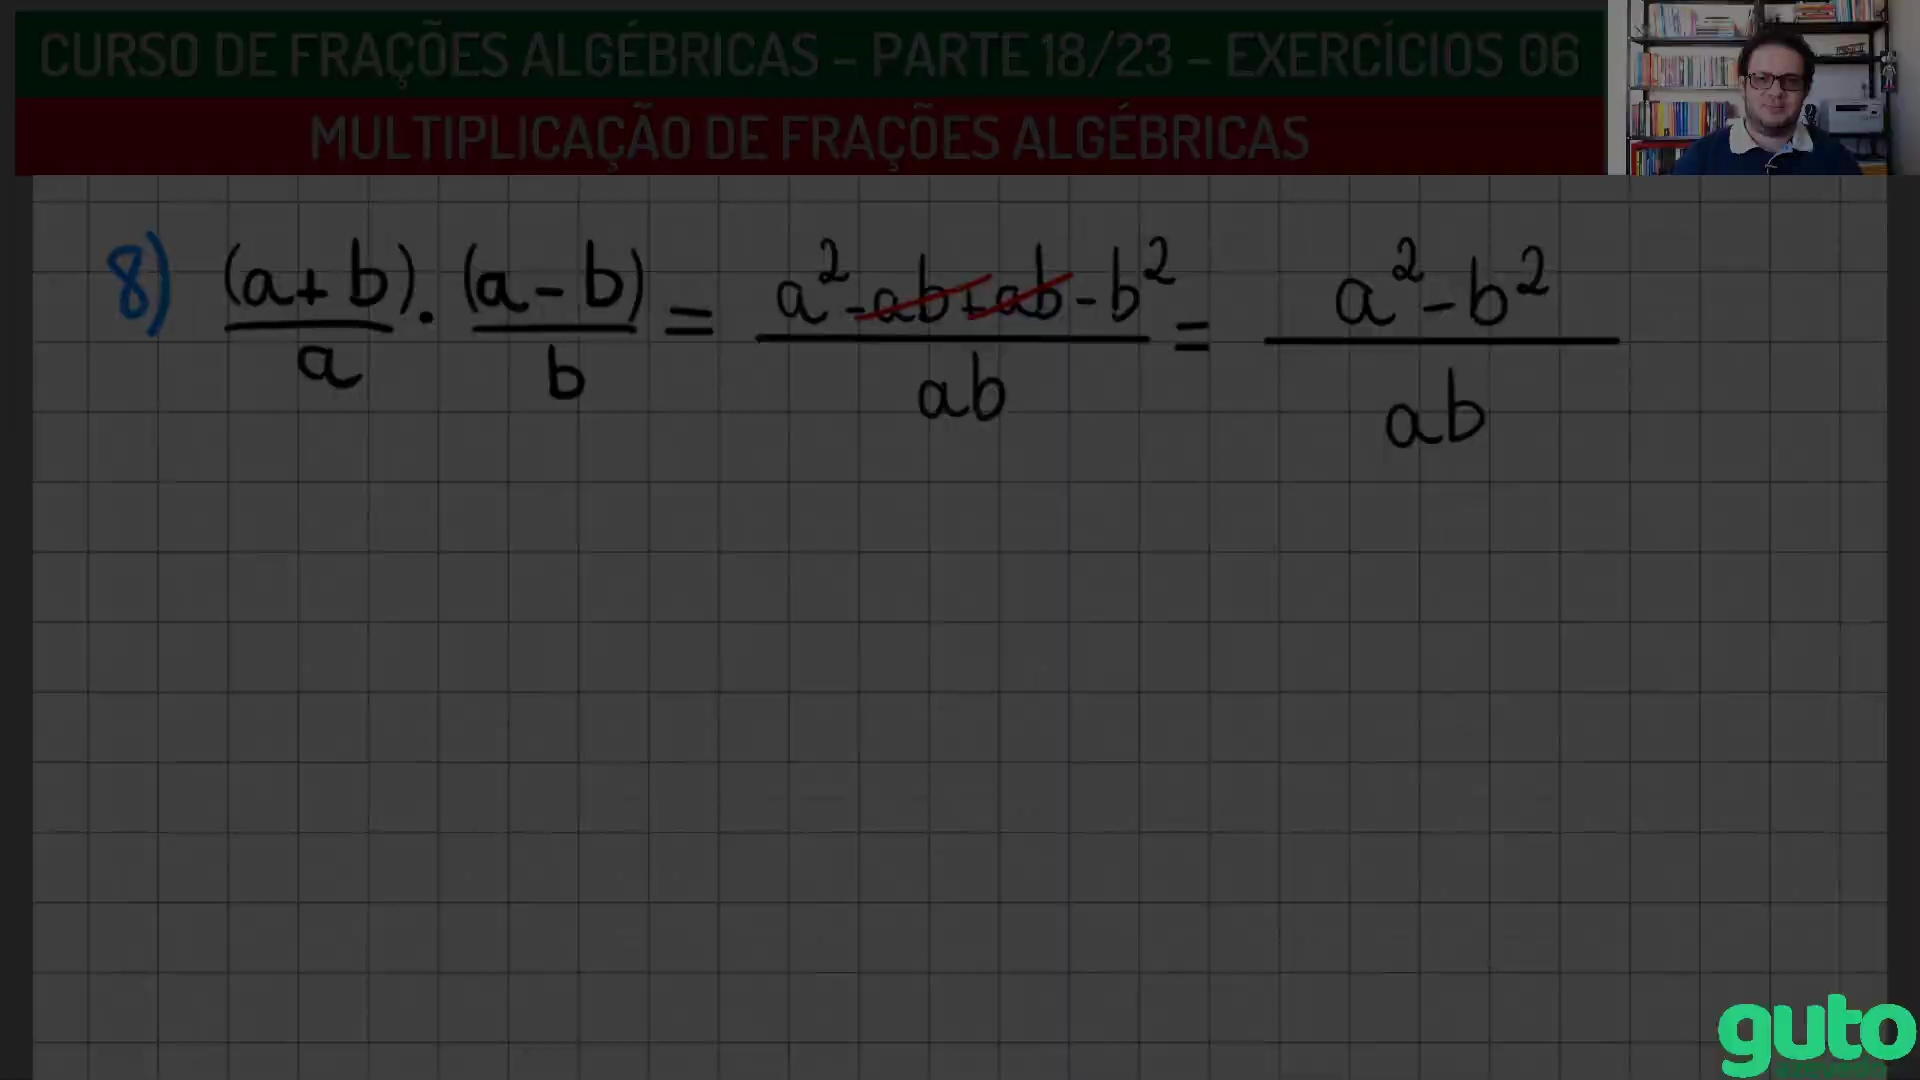 CURSO DE FRAÇÕES ALGÉBRICAS – PARTE 18/23 – EXERCÍCIOS 06
MULTIPLICAÇÃO DE FRAÇÕES ALGÉBRICAS
8) (a+b)/a · (a-b)/b = (a²-ab+ab-b²)/ab = (a²-b²)/ab
guto
azevedo